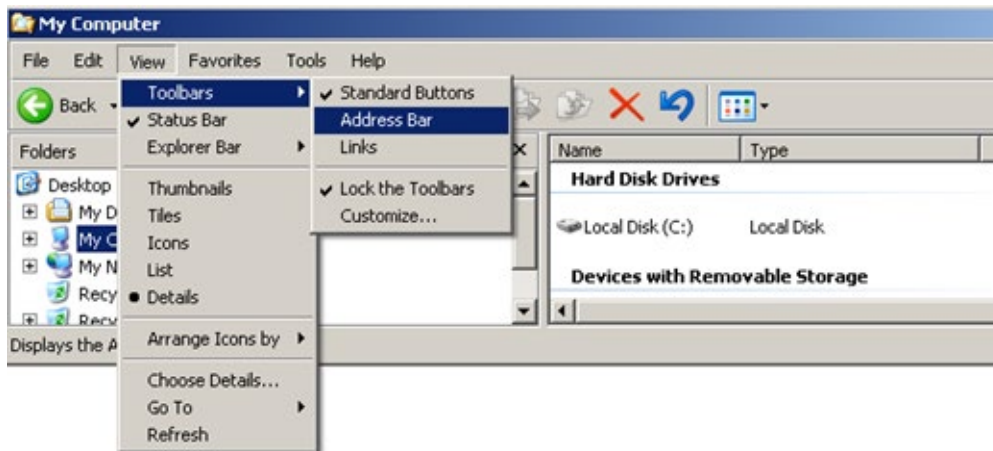 My Computer
File Edit View Favorites Tools Help
Back
Toolbars
Status Bar
Explorer Bar
Thumbnails
Tiles
Icons
List
Details
Arrange Icons by
Choose Details...
Go To
Refresh
Standard Buttons
Address Bar
Links
Lock the Toolbars
Customize...
Folders
Desktop
My D
My C
My N
Recy
Recy
Name Type
Hard Disk Drives
Local Disk (C:) Local Disk
Devices with Removable Storage
Displays the A